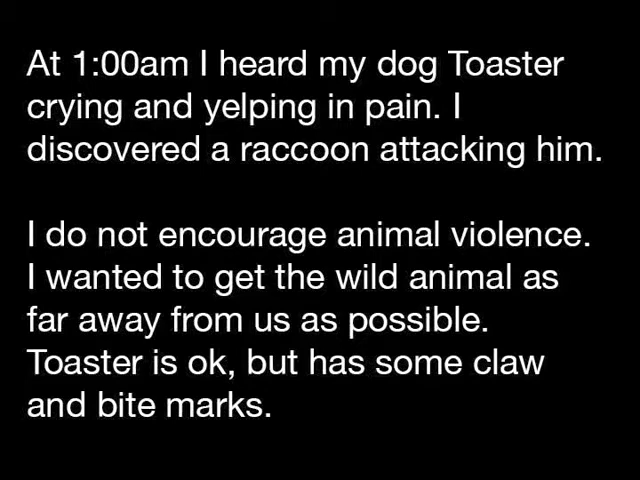 At 1:00am I heard my dog Toaster
crying and yelping in pain. I
discovered a raccoon attacking him.
I do not encourage animal violence.
I wanted to get the wild animal as
far away from us as possible.
Toaster is ok, but has some claw
and bite marks.